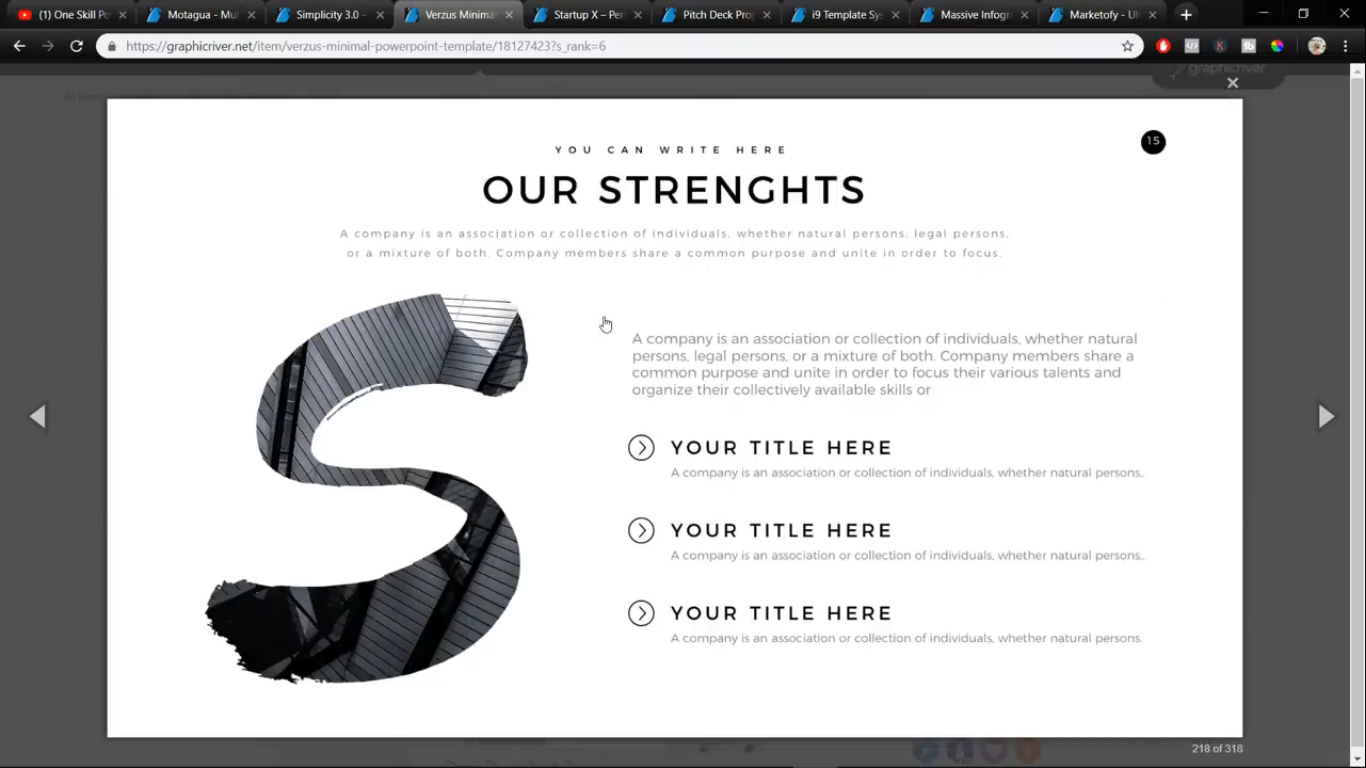 (1) One Skill Po
Motagua - Mul
Simplicity 3.0 -
Verzus Minimal
Startup X – Per
Pitch Deck Pro
i9 Template Sy
Massive Infogr
Marketofy - Ul
https://graphicriver.net/item/verzus-minimal-powerpoint-template/18127423?s_rank=6
graphicriver
YOU CAN WRITE HERE
15
OUR STRENGHTS
A company is an association or collection of individuals, whether natural persons, legal persons,
or a mixture of both. Company members share a common purpose and unite in order to focus.
A company is an association or collection of individuals, whether natural
persons, legal persons, or a mixture of both. Company members share a
common purpose and unite in order to focus their various talents and
organize their collectively available skills or
YOUR TITLE HERE
A company is an association or collection of individuals, whether natural persons..
YOUR TITLE HERE
A company is an association or collection of individuals, whether natural persons..
YOUR TITLE HERE
A company is an association or collection of individuals, whether natural persons.
218 of 318